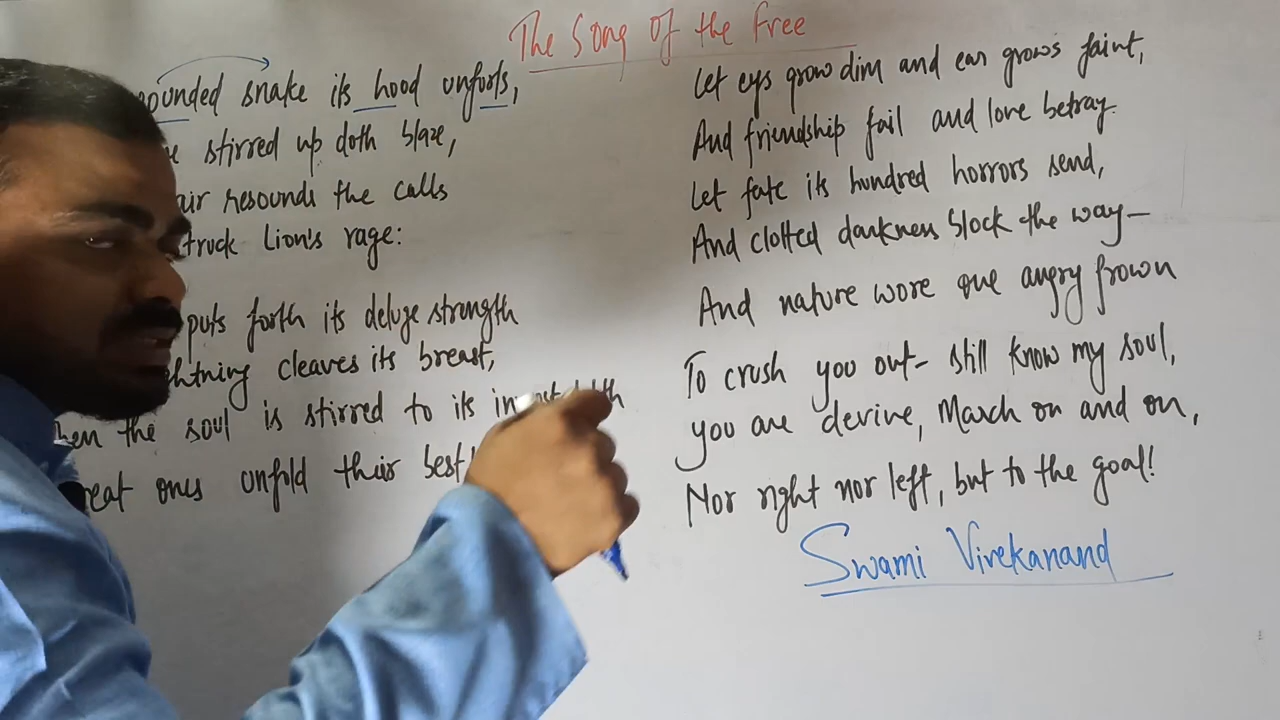 The Song Of the free
ounded snake its hood unforls,
stirred up doth blaze,
air resounds the calls
truck Lion's rage:
puts forth its deluge strength
htning cleaves its breast,
en the soul is stirred to its
reat ones unfold their best
Let eys grow dim and ear grows faint,
And friendship fail and love betray.
Let fate its hundred horrors send,
And clotted darkness block the way—
And nature wore one angry frown
To crush you out- still know my soul,
you are devine, March on and on,
Nor right nor left, but to the goal!
Swami Vivekanand